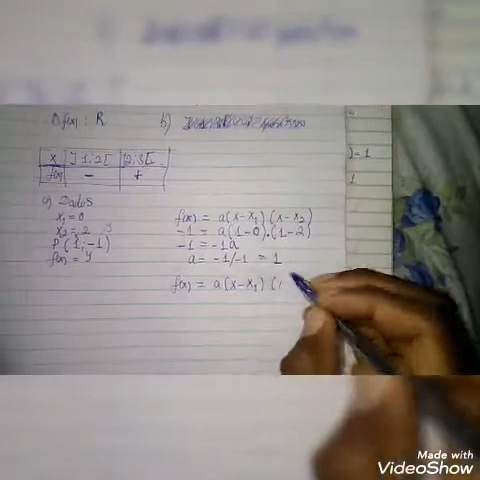 D f(x) : R b)
x ]1;2[ ]2;3[
f(x) - +
c) Dados
x₁ = 0
x₂ = 2
P(1; -1)
f(x) = y
f(x) = a(x-x₁)(x-x₂)
-1 = a(1-0).(1-2)
-1 = -1a
a = -1/-1 = 1
f(x) = a(x-x₁)(
) = 1
1
Made with
VideoShow